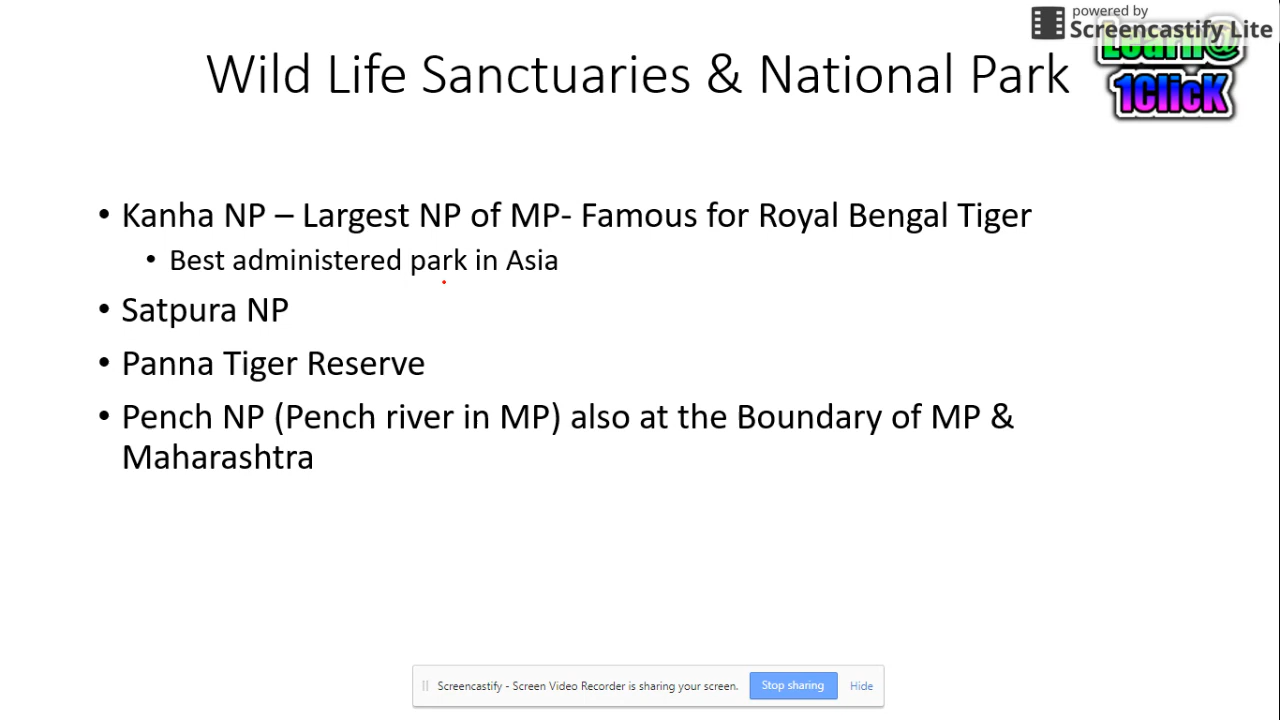 powered by
Screencastify Lite
Learn@
1ClicK
Wild Life Sanctuaries & National Park
• Kanha NP – Largest NP of MP- Famous for Royal Bengal Tiger
• Best administered park in Asia
• Satpura NP
• Panna Tiger Reserve
• Pench NP (Pench river in MP) also at the Boundary of MP &
Maharashtra
Screencastify - Screen Video Recorder is sharing your screen.
Stop sharing
Hide